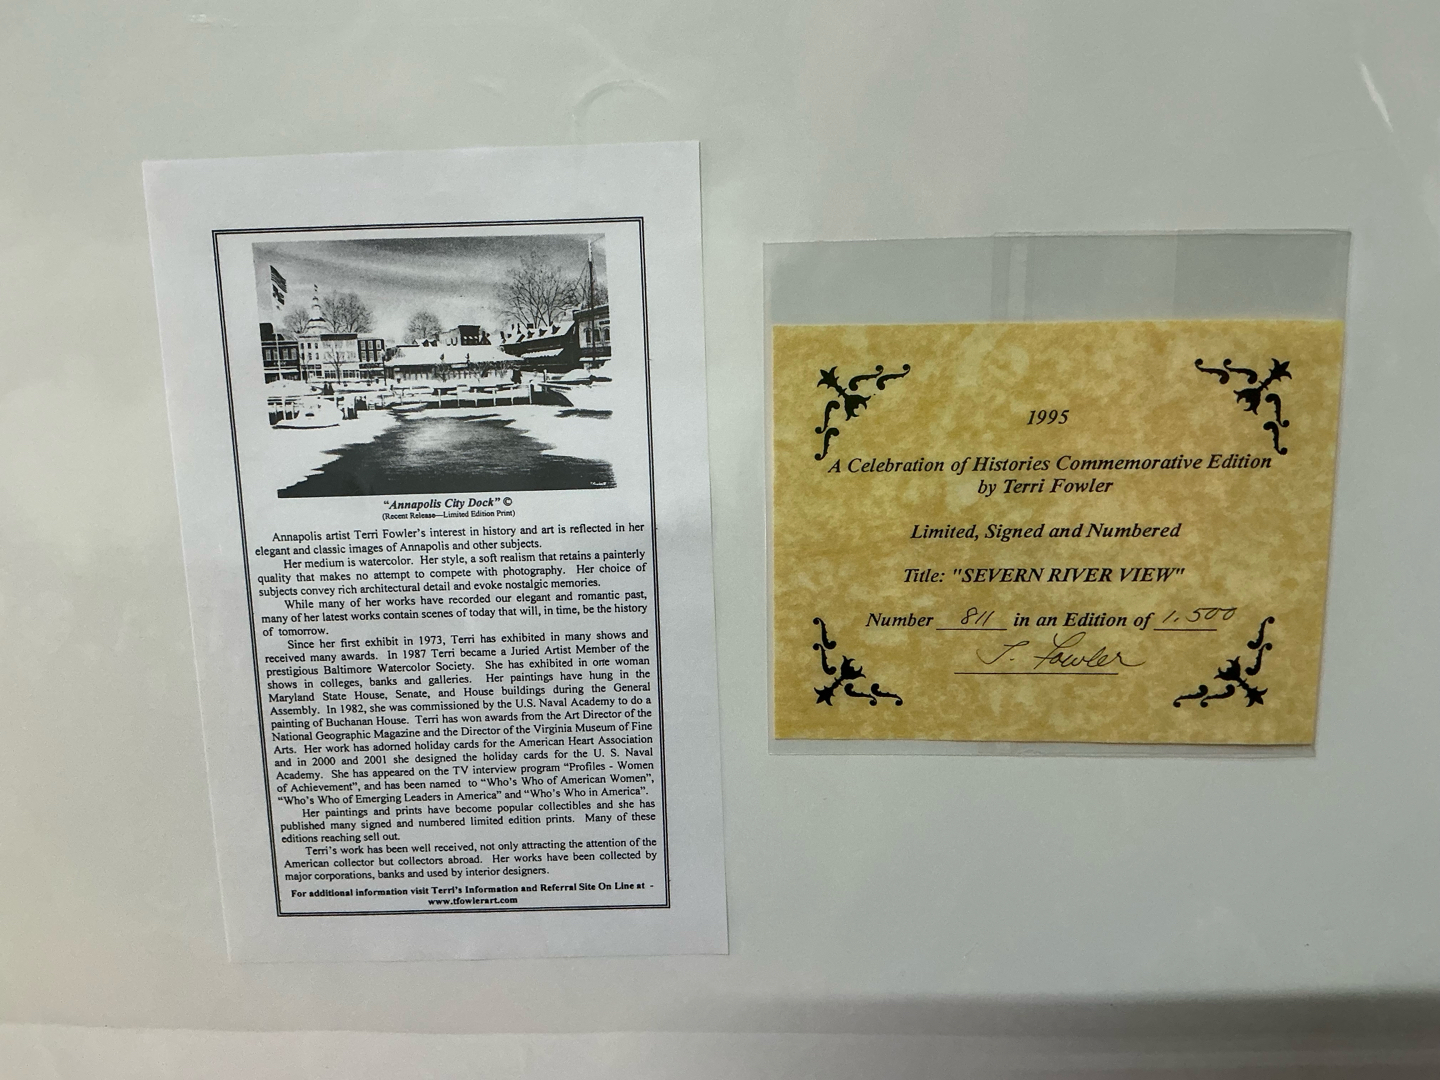 "Annapolis City Dock" ©
(Recent Release—Limited Edition Print)
Annapolis artist Terri Fowler's interest in history and art is reflected in her
elegant and classic images of Annapolis and other subjects.
Her medium is watercolor. Her style, a soft realism that retains a painterly
quality that makes no attempt to compete with photography. Her choice of
subjects convey rich architectural detail and evoke nostalgic memories.
While many of her works have recorded our elegant and romantic past,
many of her latest works contain scenes of today that will, in time, be the history
of tomorrow.
Since her first exhibit in 1973, Terri has exhibited in many shows and
received many awards. In 1987 Terri became a Juried Artist Member of the
prestigious Baltimore Watercolor Society. She has exhibited in one woman
shows in colleges, banks and galleries. Her paintings have hung in the
Maryland State House, Senate, and House buildings during the General
Assembly. In 1982, she was commissioned by the U.S. Naval Academy to do a
painting of Buchanan House. Terri has won awards from the Art Director of the
National Geographic Magazine and the Director of the Virginia Museum of Fine
Arts. Her work has adorned holiday cards for the American Heart Association
and in 2000 and 2001 she designed the holiday cards for the U. S. Naval
Academy. She has appeared on the TV interview program "Profiles - Women
of Achievement", and has been named to "Who's Who of American Women",
"Who's Who of Emerging Leaders in America" and "Who's Who in America".
Her paintings and prints have become popular collectibles and she has
published many signed and numbered limited edition prints. Many of these
editions reaching sell out.
Terri's work has been well received, not only attracting the attention of the
American collector but collectors abroad. Her works have been collected by
major corporations, banks and used by interior designers.
For additional information visit Terri's Information and Referral Site On Line at -
www.tfowlerart.com
1995
A Celebration of Histories Commemorative Edition
by Terri Fowler
Limited, Signed and Numbered
Title: "SEVERN RIVER VIEW"
Number 811 in an Edition of 1,500
T. Fowler